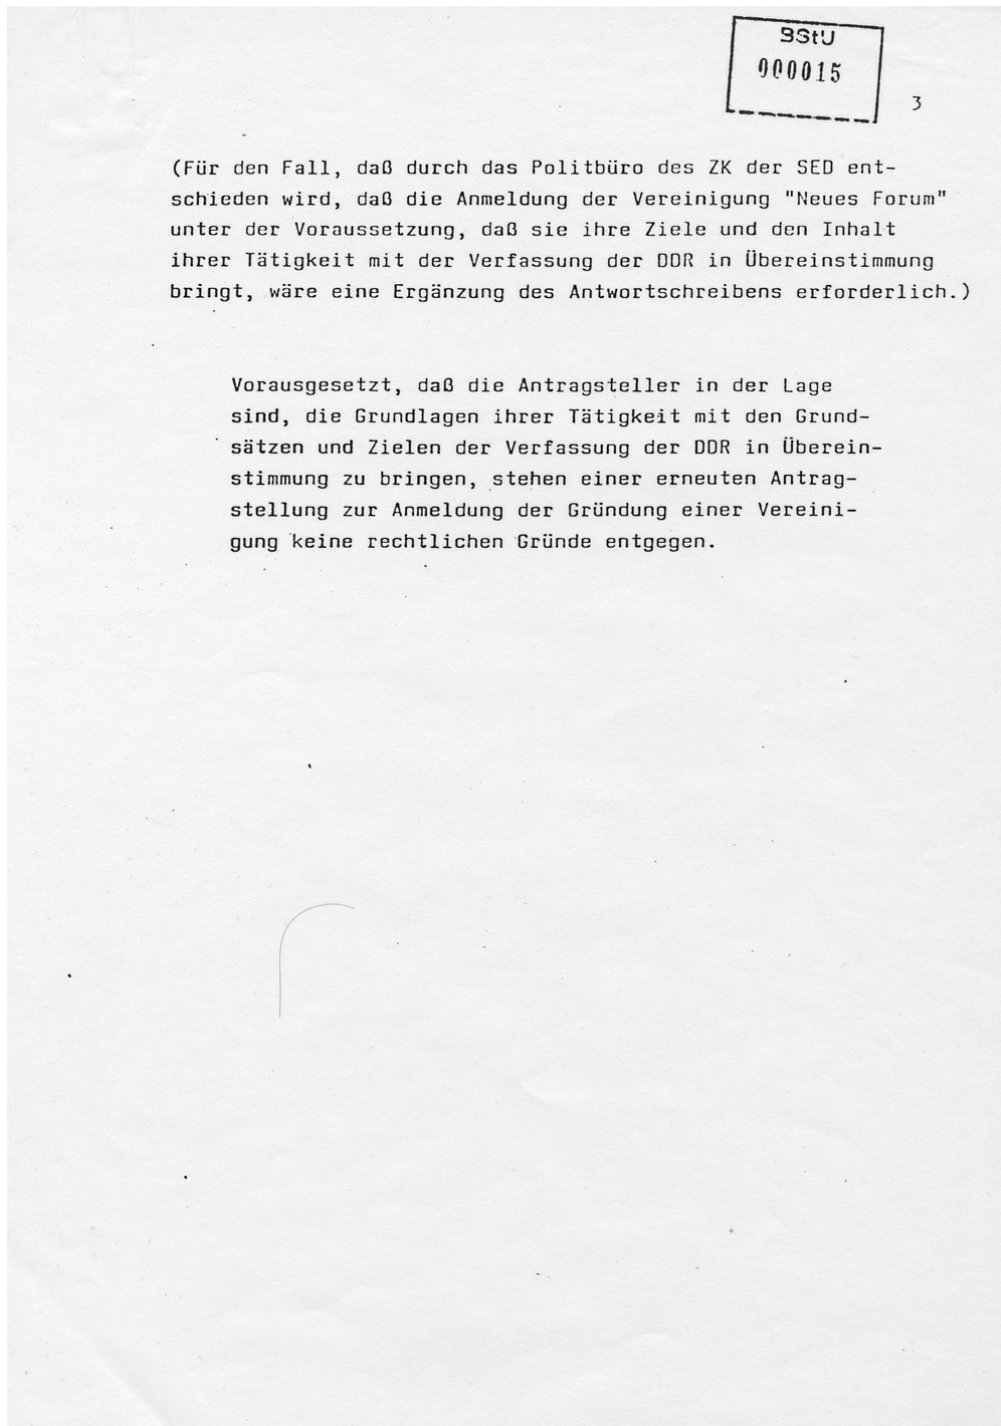 BStU
000015
3
(Für den Fall, daß durch das Politbüro des ZK der SED ent-
schieden wird, daß die Anmeldung der Vereinigung "Neues Forum"
unter der Voraussetzung, daß sie ihre Ziele und den Inhalt
ihrer Tätigkeit mit der Verfassung der DDR in Übereinstimmung
bringt, wäre eine Ergänzung des Antwortschreibens erforderlich.)
Vorausgesetzt, daß die Antragsteller in der Lage
sind, die Grundlagen ihrer Tätigkeit mit den Grund-
sätzen und Zielen der Verfassung der DDR in Überein-
stimmung zu bringen, stehen einer erneuten Antrag-
stellung zur Anmeldung der Gründung einer Vereini-
gung keine rechtlichen Gründe entgegen.